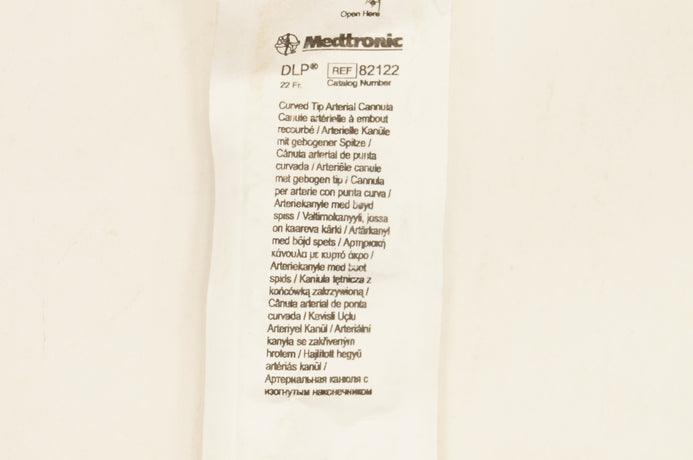 Open Here
Medtronic
DLP® REF 82122
22 Fr. Catalog Number
Curved Tip Arterial Cannula
Canule artérielle à embout
recourbé / Arterielle Kanüle
mit gebogener Spitze /
Cánula arterial de punta
curvada / Arteriële canule
met gebogen tip / Cannula
per arterie con punta curva /
Arteriekanyle med bøyd
spiss / Valtimokanyyli, jossa
on kaareva kärki / Artärkanyl
med böjd spets / Αρτηριακή
κάνουλα με κυρτό άκρο /
Arteriekanyle med buet
spids / Kaniula tętnicza z
końcówką zakrzywioną /
Cânula arterial de ponta
curvada / Kavisli Uçlu
Arteriyel Kanül / Arteriální
kanyla se zakřiveným
hrotem / Hajlított hegyű
artériás kanül /
Артериальная канюля с
изогнутым наконечником